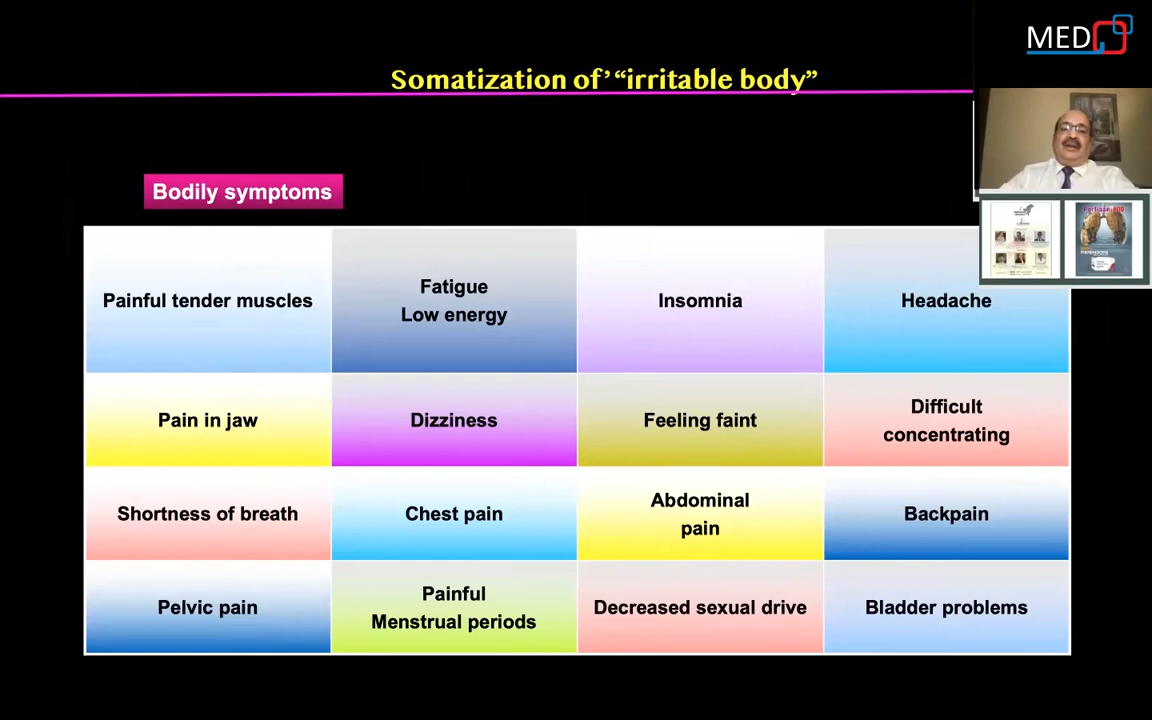 MED
Somatization of’ “irritable body”
Bodily symptoms
Painful tender muscles
Fatigue
Low energy
Insomnia
Headache
Pain in jaw
Dizziness
Feeling faint
Difficult
concentrating
Shortness of breath
Chest pain
Abdominal
pain
Backpain
Pelvic pain
Painful
Menstrual periods
Decreased sexual drive
Bladder problems